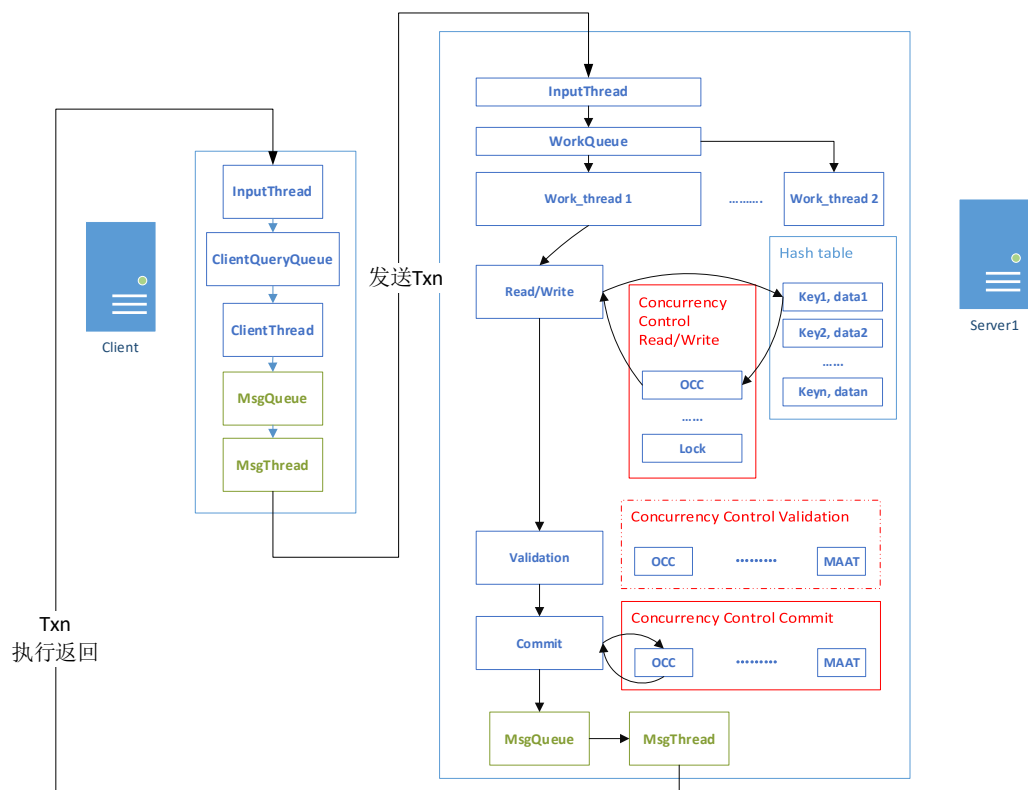 InputThread
ClientQueryQueue
ClientThread
MsgQueue
MsgThread
Client
Txn
执行返回
发送Txn
InputThread
WorkQueue
Work_thread 1
……….
Work_thread 2
Read/Write
Concurrency
Control
Read/Write
OCC
……
Lock
Hash table
Key1, data1
Key2, data2
……
Keyn, datan
Server1
Validation
Concurrency Control Validation
OCC
………
MAAT
Commit
Concurrency Control Commit
OCC
………
MAAT
MsgQueue
MsgThread